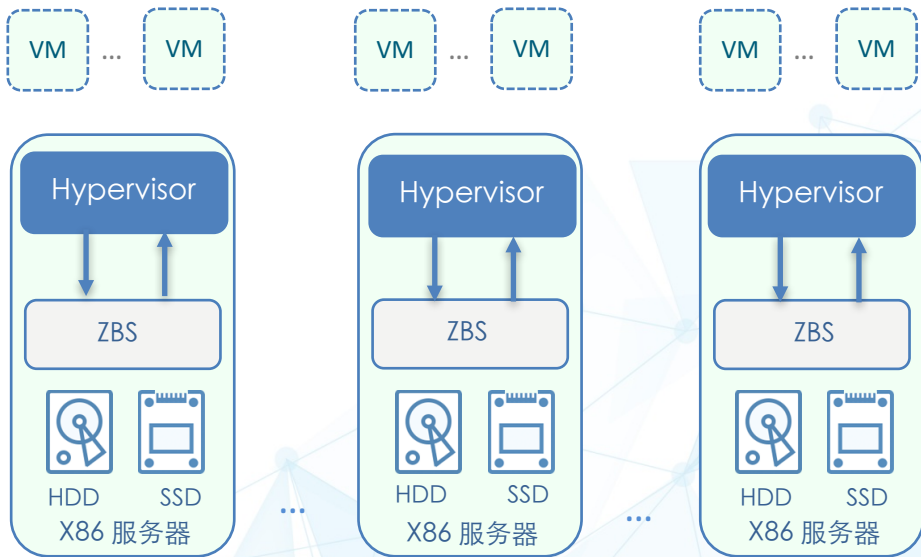 VM ... VM VM ... VM VM ... VM
Hypervisor Hypervisor Hypervisor
ZBS ZBS ZBS
HDD SSD HDD SSD HDD SSD
... ...
X86 服务器 X86 服务器 X86 服务器